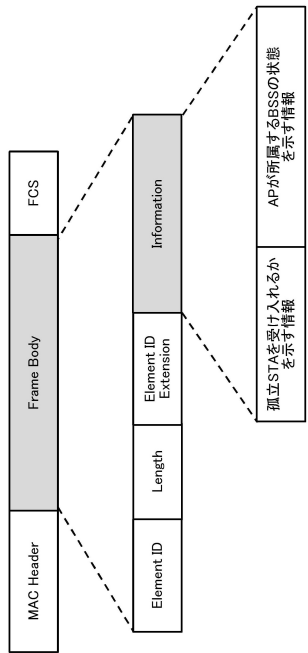 MAC Header
Frame Body
FCS
Element ID
Length
Element ID
Extension
Information
孤立STAを受け入れるか
を示す情報
APが所属するBSSの状態
を示す情報